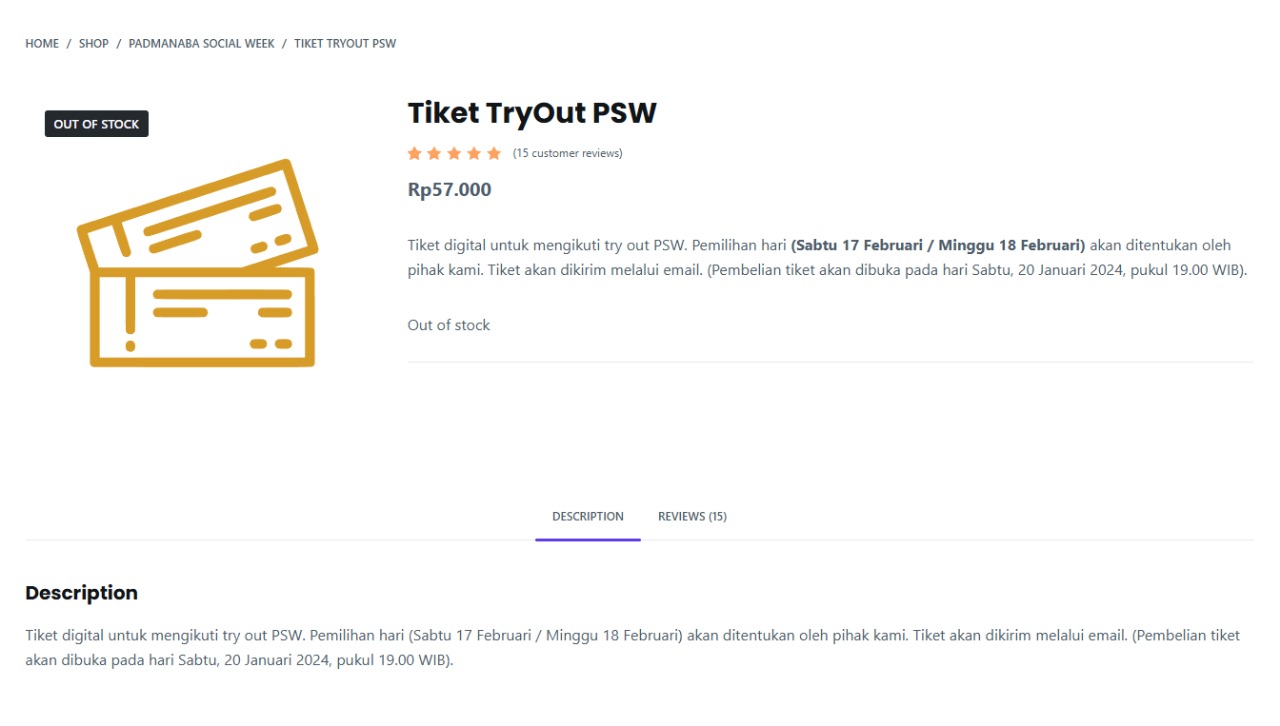 HOME / SHOP / PADMANABA SOCIAL WEEK / TIKET TRYOUT PSW
OUT OF STOCK
Tiket TryOut PSW
(15 customer reviews)
Rp57.000
Tiket digital untuk mengikuti try out PSW. Pemilihan hari (Sabtu 17 Februari / Minggu 18 Februari) akan ditentukan oleh
pihak kami. Tiket akan dikirim melalui email. (Pembelian tiket akan dibuka pada hari Sabtu, 20 Januari 2024, pukul 19.00 WIB).
Out of stock
DESCRIPTION REVIEWS (15)
Description
Tiket digital untuk mengikuti try out PSW. Pemilihan hari (Sabtu 17 Februari / Minggu 18 Februari) akan ditentukan oleh pihak kami. Tiket akan dikirim melalui email. (Pembelian tiket
akan dibuka pada hari Sabtu, 20 Januari 2024, pukul 19.00 WIB).